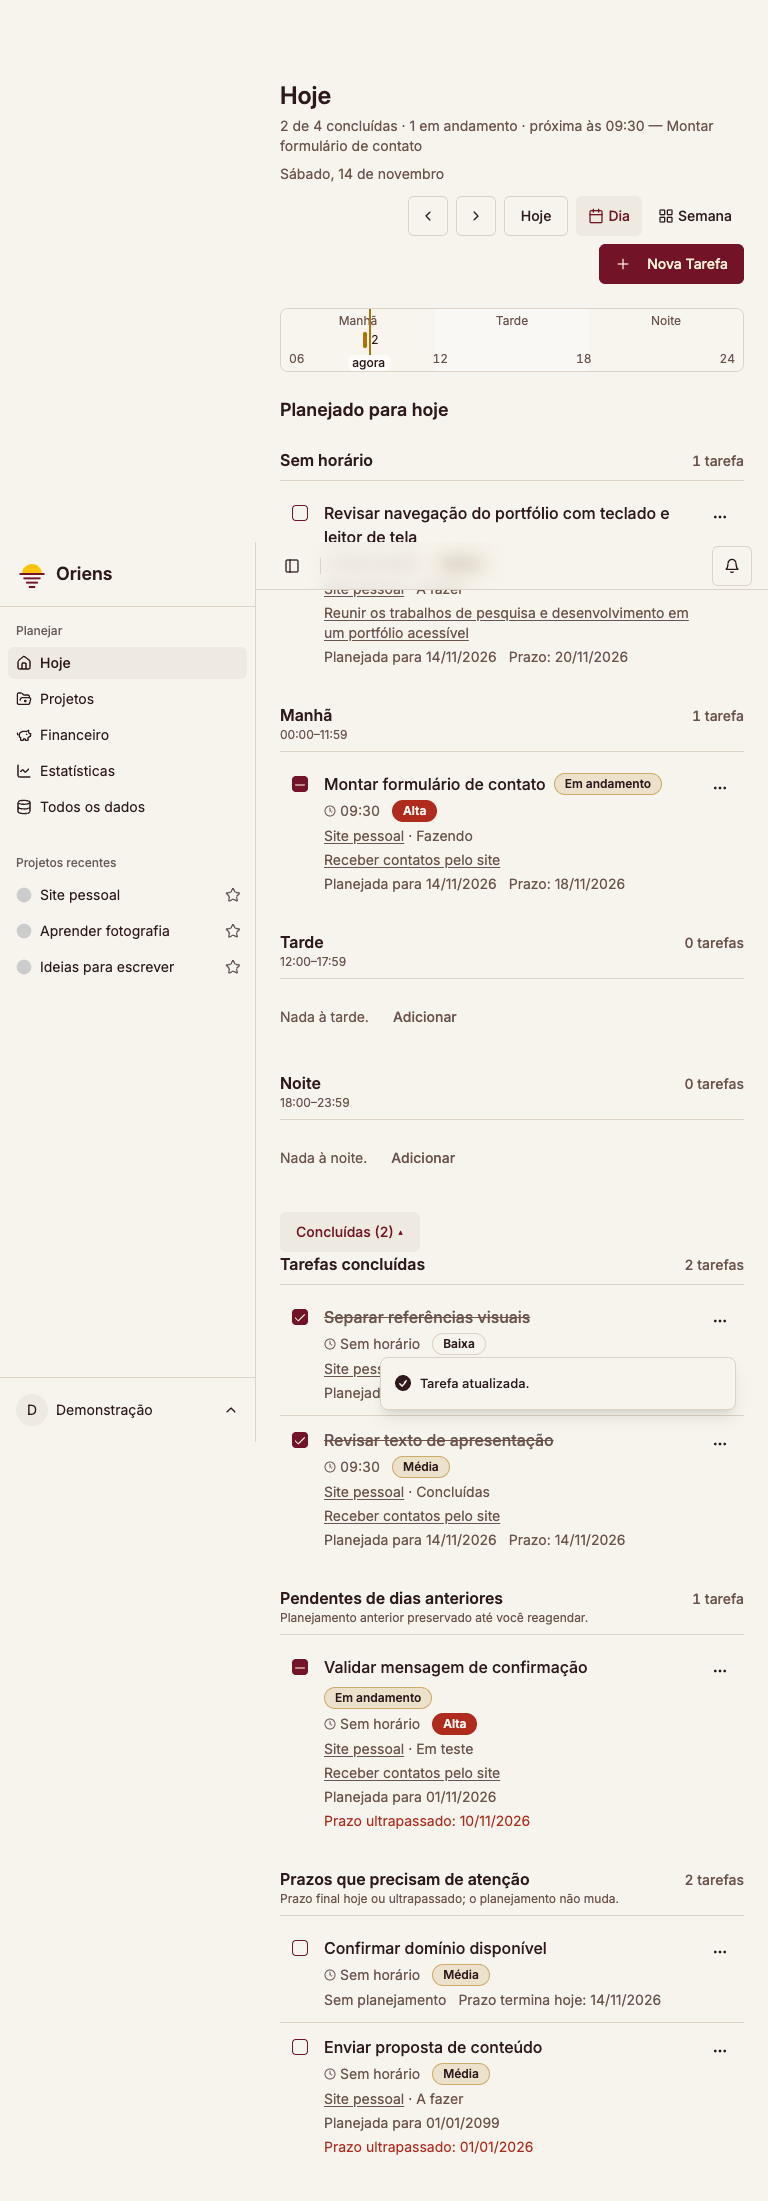 Hoje
2 de 4 concluídas · 1 em andamento · próxima às 09:30 — Montar
formulário de contato
Sábado, 14 de novembro
Hoje
Dia
Semana
Nova Tarefa
Manhã
Tarde
Noite
2
06
agora
12
18
24
Planejado para hoje
Sem horário
1 tarefa
Revisar navegação do portfólio com teclado e
leitor de tela
Site pessoal · A fazer
Reunir os trabalhos de pesquisa e desenvolvimento em
um portfólio acessível
Planejada para 14/11/2026 Prazo: 20/11/2026
Oriens
Planejar
Hoje
Projetos
Financeiro
Estatísticas
Todos os dados
Projetos recentes
Site pessoal
Aprender fotografia
Ideias para escrever
D
Demonstração
Manhã
1 tarefa
00:00–11:59
Montar formulário de contato
Em andamento
09:30
Alta
Site pessoal · Fazendo
Receber contatos pelo site
Planejada para 14/11/2026 Prazo: 18/11/2026
Tarde
0 tarefas
12:00–17:59
Nada à tarde.
Adicionar
Noite
0 tarefas
18:00–23:59
Nada à noite.
Adicionar
Concluídas (2)
Tarefas concluídas
2 tarefas
Separar referências visuais
Sem horário
Baixa
Site pess
Planejad
Tarefa atualizada.
Revisar texto de apresentação
09:30
Média
Site pessoal · Concluídas
Receber contatos pelo site
Planejada para 14/11/2026 Prazo: 14/11/2026
Pendentes de dias anteriores
1 tarefa
Planejamento anterior preservado até você reagendar.
Validar mensagem de confirmação
Em andamento
Sem horário
Alta
Site pessoal · Em teste
Receber contatos pelo site
Planejada para 01/11/2026
Prazo ultrapassado: 10/11/2026
Prazos que precisam de atenção
2 tarefas
Prazo final hoje ou ultrapassado; o planejamento não muda.
Confirmar domínio disponível
Sem horário
Média
Sem planejamento Prazo termina hoje: 14/11/2026
Enviar proposta de conteúdo
Sem horário
Média
Site pessoal · A fazer
Planejada para 01/01/2099
Prazo ultrapassado: 01/01/2026